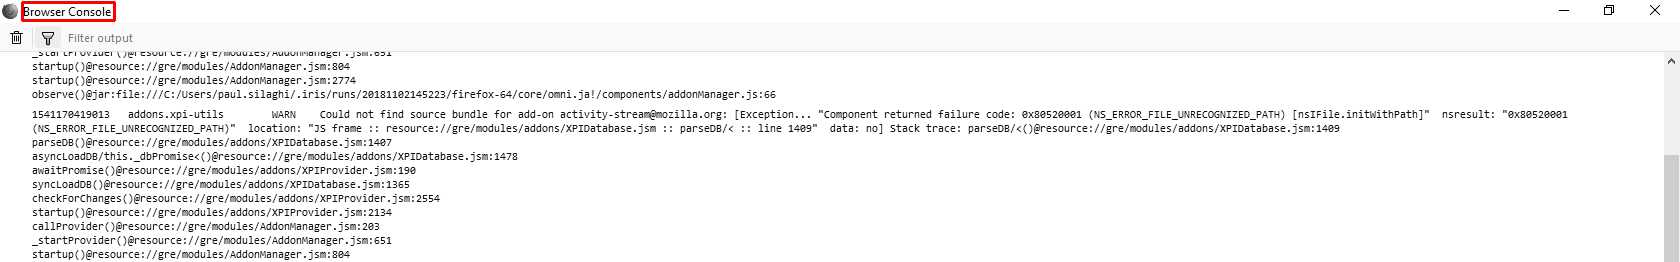 Browser Console
Filter output
_startProvider()@resource://gre/modules/AddonManager.jsm:651
startup()@resource://gre/modules/AddonManager.jsm:804
startup()@resource://gre/modules/AddonManager.jsm:2774
observe()@jar:file:///C:/Users/paul.silaghi/.iris/runs/20181102145223/firefox-64/core/omni.ja!/components/addonManager.js:66
1541170419013 addons.xpi-utils WARN Could not find source bundle for add-on activity-stream@mozilla.org: [Exception... "Component returned failure code: 0x80520001 (NS_ERROR_FILE_UNRECOGNIZED_PATH) [nsIFile.initWithPath]" nsresult: "0x80520001
(NS_ERROR_FILE_UNRECOGNIZED_PATH)" location: "JS frame :: resource://gre/modules/addons/XPIDatabase.jsm :: parseDB/< :: line 1409" data: no] Stack trace: parseDB/<()@resource://gre/modules/addons/XPIDatabase.jsm:1409
parseDB()@resource://gre/modules/addons/XPIDatabase.jsm:1407
asyncLoadDB/this._dbPromise<()@resource://gre/modules/addons/XPIDatabase.jsm:1478
awaitPromise()@resource://gre/modules/addons/XPIProvider.jsm:190
syncLoadDB()@resource://gre/modules/addons/XPIDatabase.jsm:1365
checkForChanges()@resource://gre/modules/addons/XPIProvider.jsm:2554
startup()@resource://gre/modules/addons/XPIProvider.jsm:2134
callProvider()@resource://gre/modules/AddonManager.jsm:203
_startProvider()@resource://gre/modules/AddonManager.jsm:651
startup()@resource://gre/modules/AddonManager.jsm:804